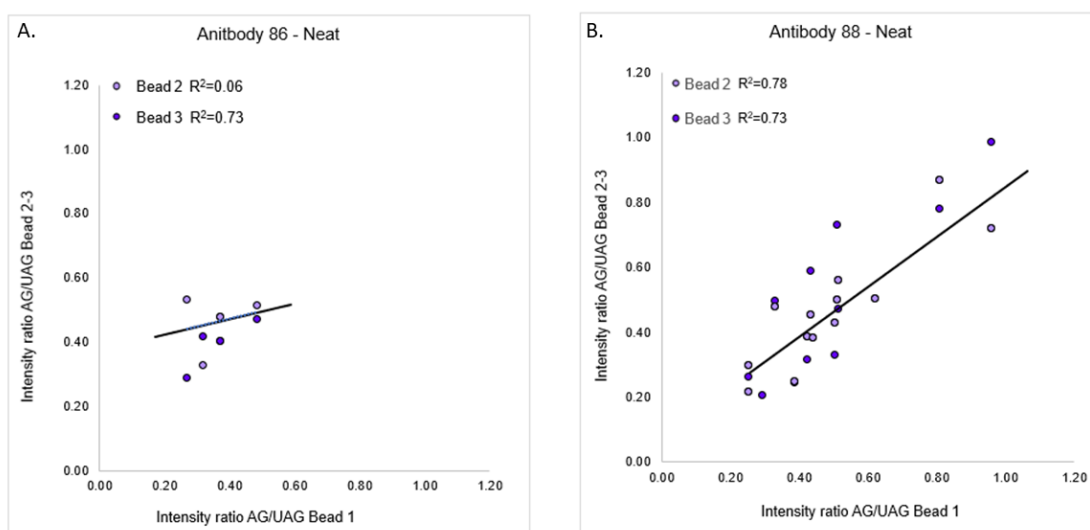 A.
Anitbody 86 - Neat
Bead 2 R²=0.06
Bead 3 R²=0.73
1.20
1.00
0.80
0.60
0.40
0.20
0.00
Intensity ratio AG/UAG Bead 2-3
0.00 0.20 0.40 0.60 0.80 1.00 1.20
Intensity ratio AG/UAG Bead 1
B.
Antibody 88 - Neat
Bead 2 R²=0.78
Bead 3 R²=0.73
1.20
1.00
0.80
0.60
0.40
0.20
0.00
Intensity ratio AG/UAG Bead 2-3
0.00 0.20 0.40 0.60 0.80 1.00 1.20
Intensity ratio AG/UAG Bead 1